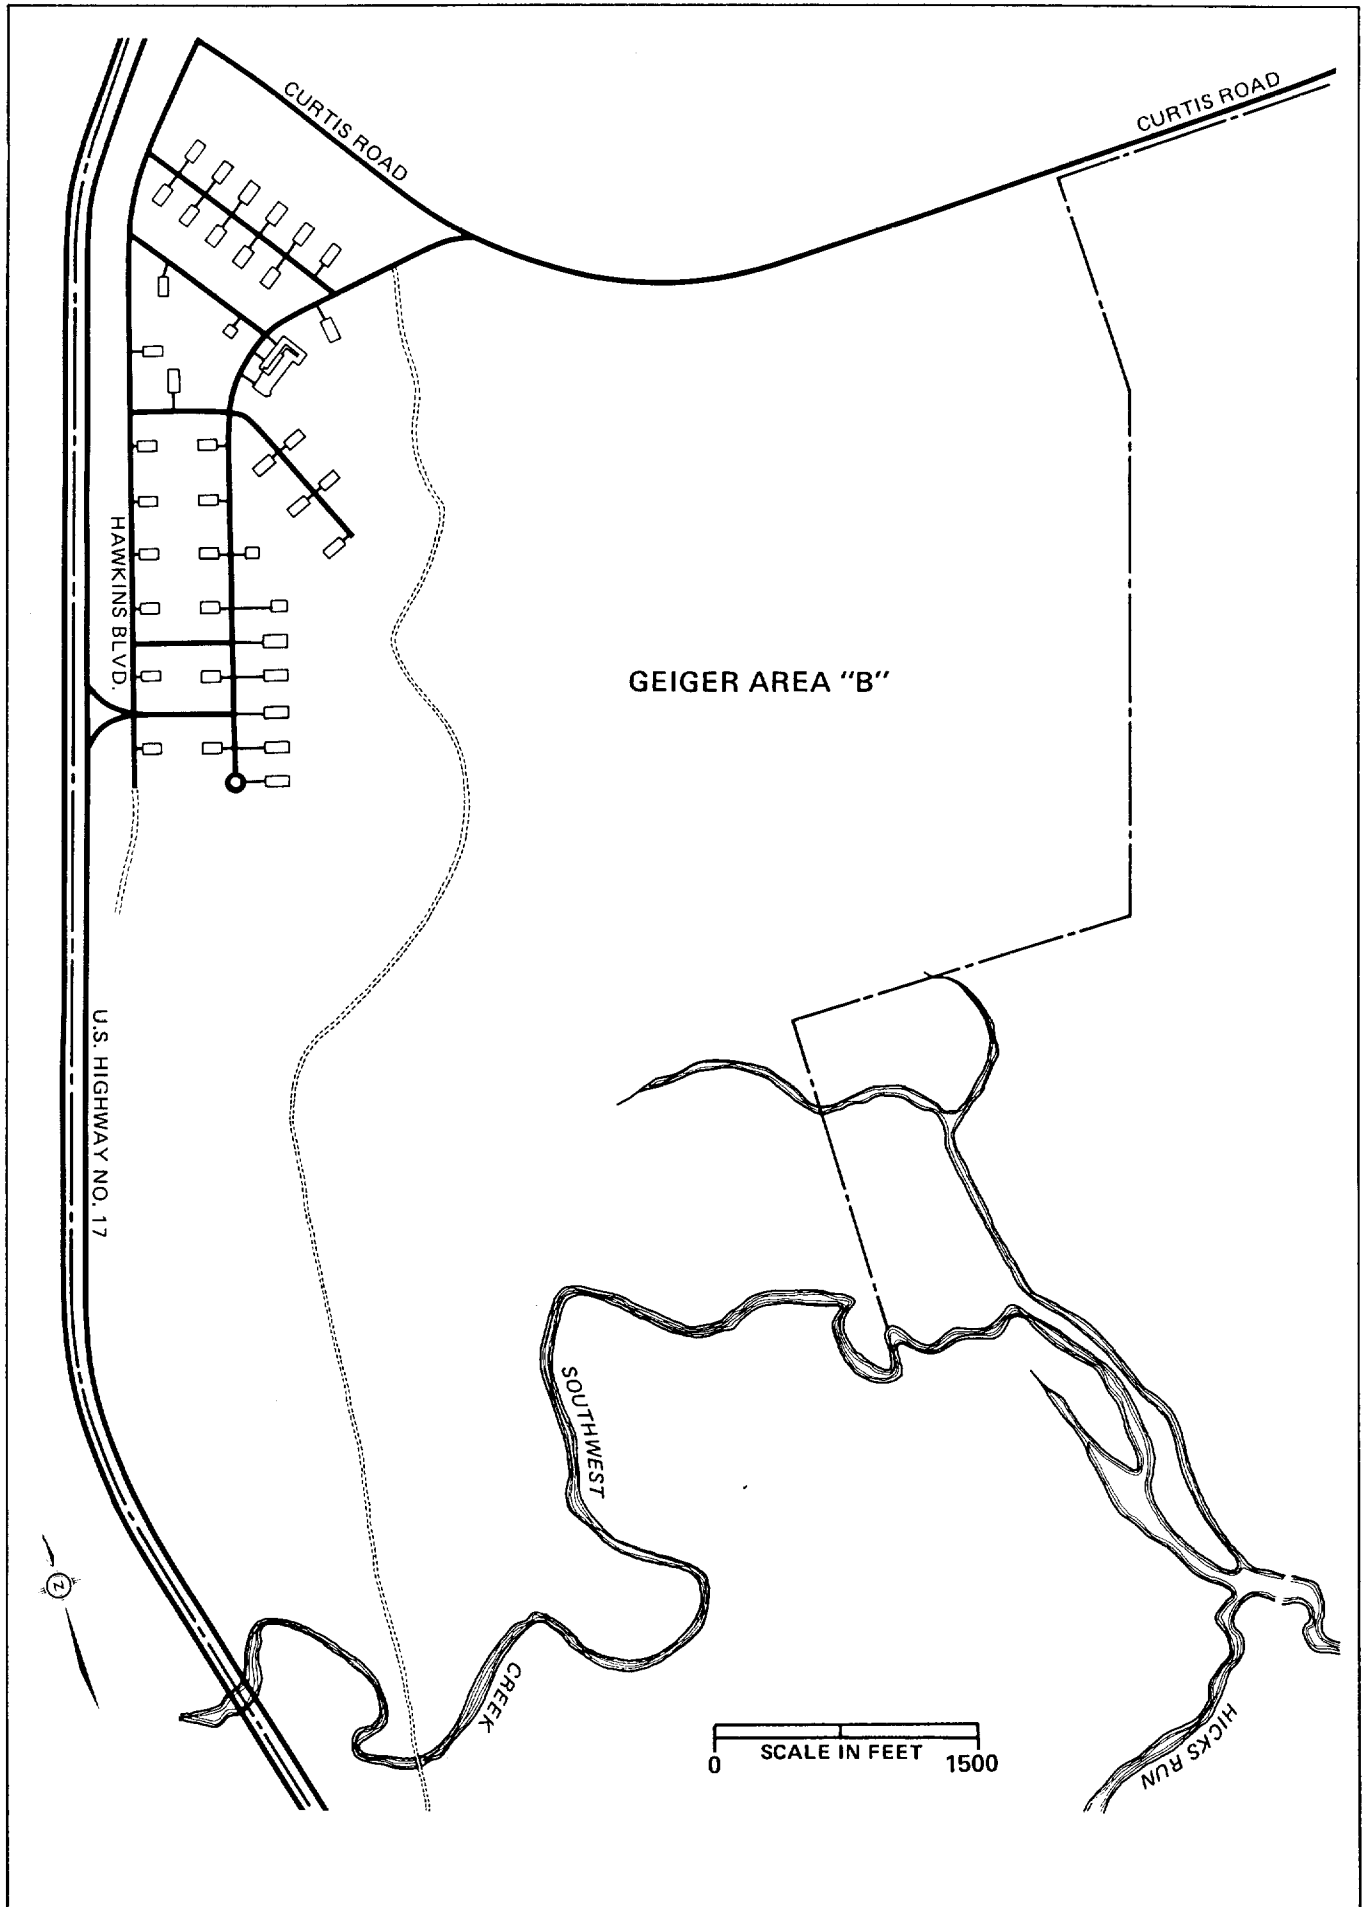 CURTIS ROAD
CURTIS ROAD
HAWKINS BLVD.
GEIGER AREA "B"
U.S. HIGHWAY NO. 17
SOUTHWEST
CREEK
N
HICKS RUN
SCALE IN FEET
0 1500